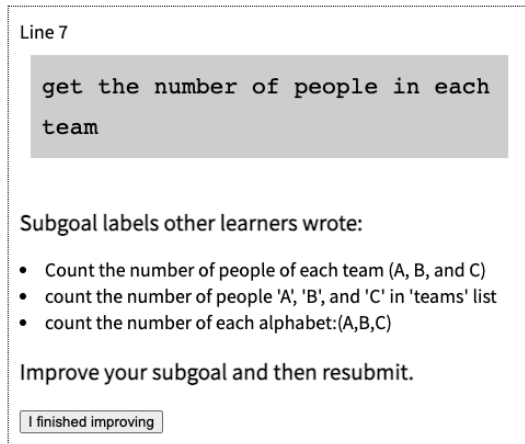 Line 7
get the number of people in each
team
Subgoal labels other learners wrote:
• Count the number of people of each team (A, B, and C)
• count the number of people 'A', 'B', and 'C' in 'teams' list
• count the number of each alphabet:(A,B,C)
Improve your subgoal and then resubmit.
I finished improving